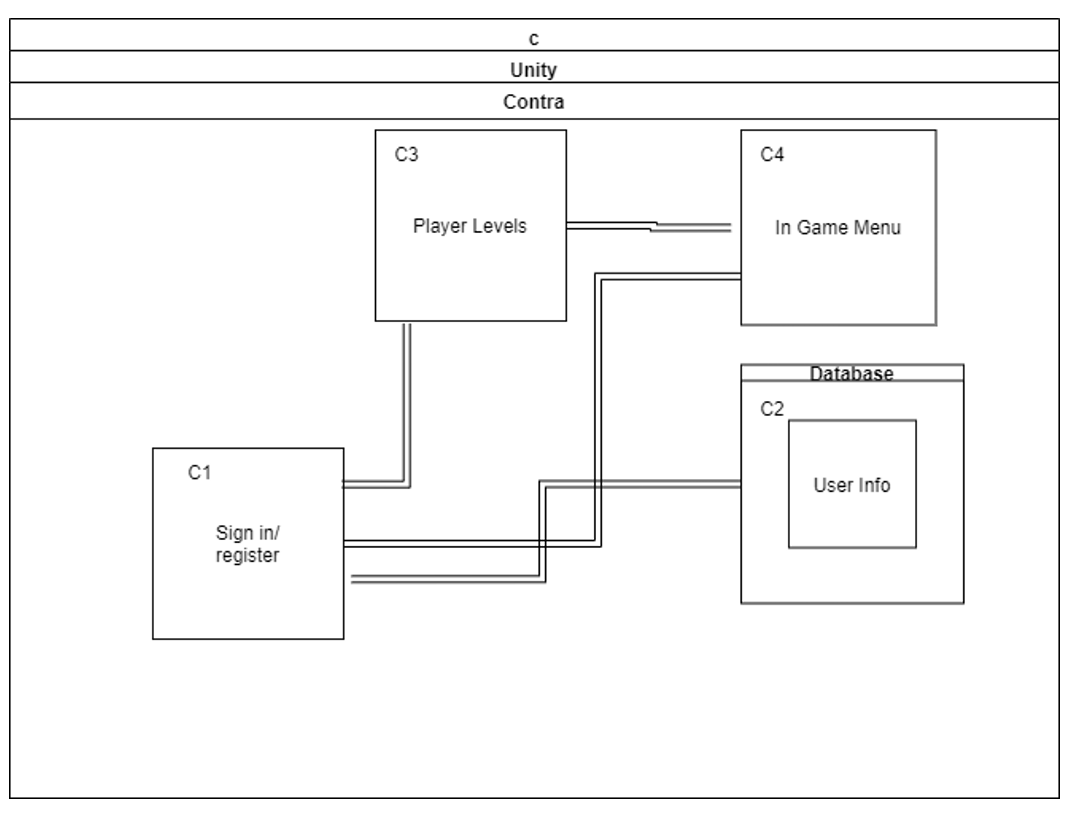 c
Unity
Contra
C3
Player Levels
C4
In Game Menu
Database
C2
User Info
C1
Sign in/
register